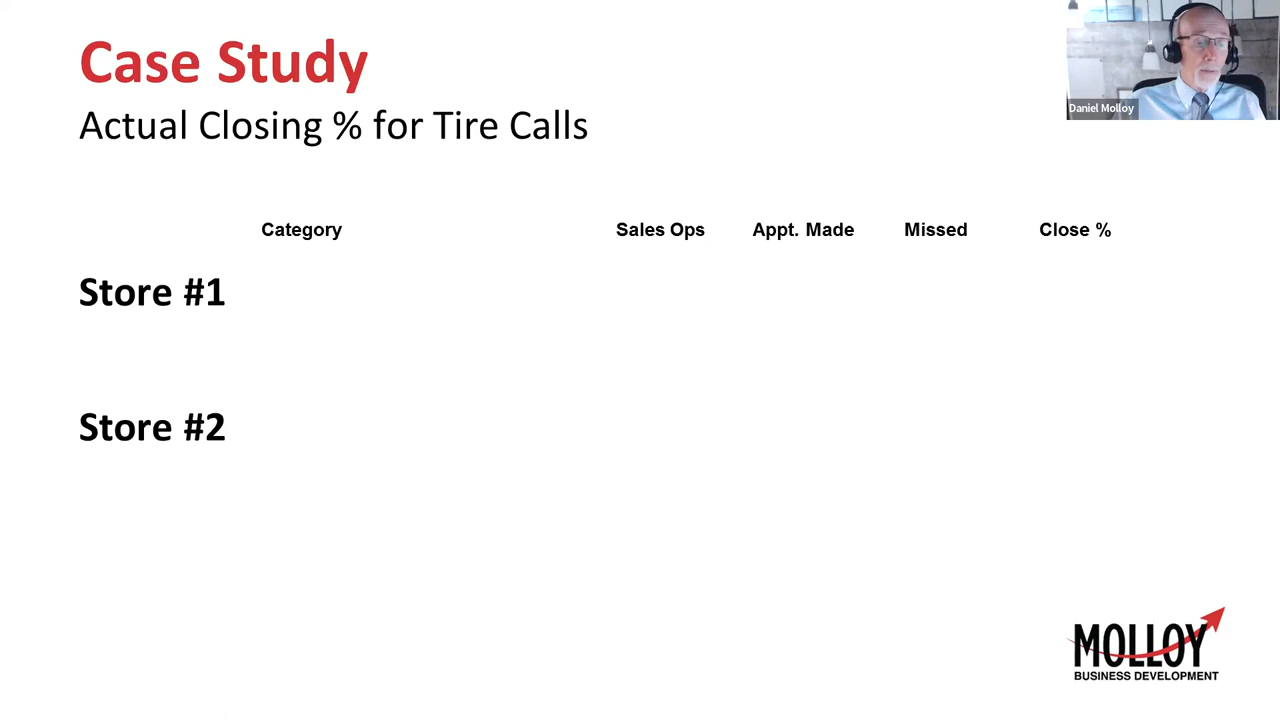 Case Study
Actual Closing % for Tire Calls
Daniel Molloy
Category Sales Ops Appt. Made Missed Close %
Store #1
Store #2
MOLLOY
BUSINESS DEVELOPMENT